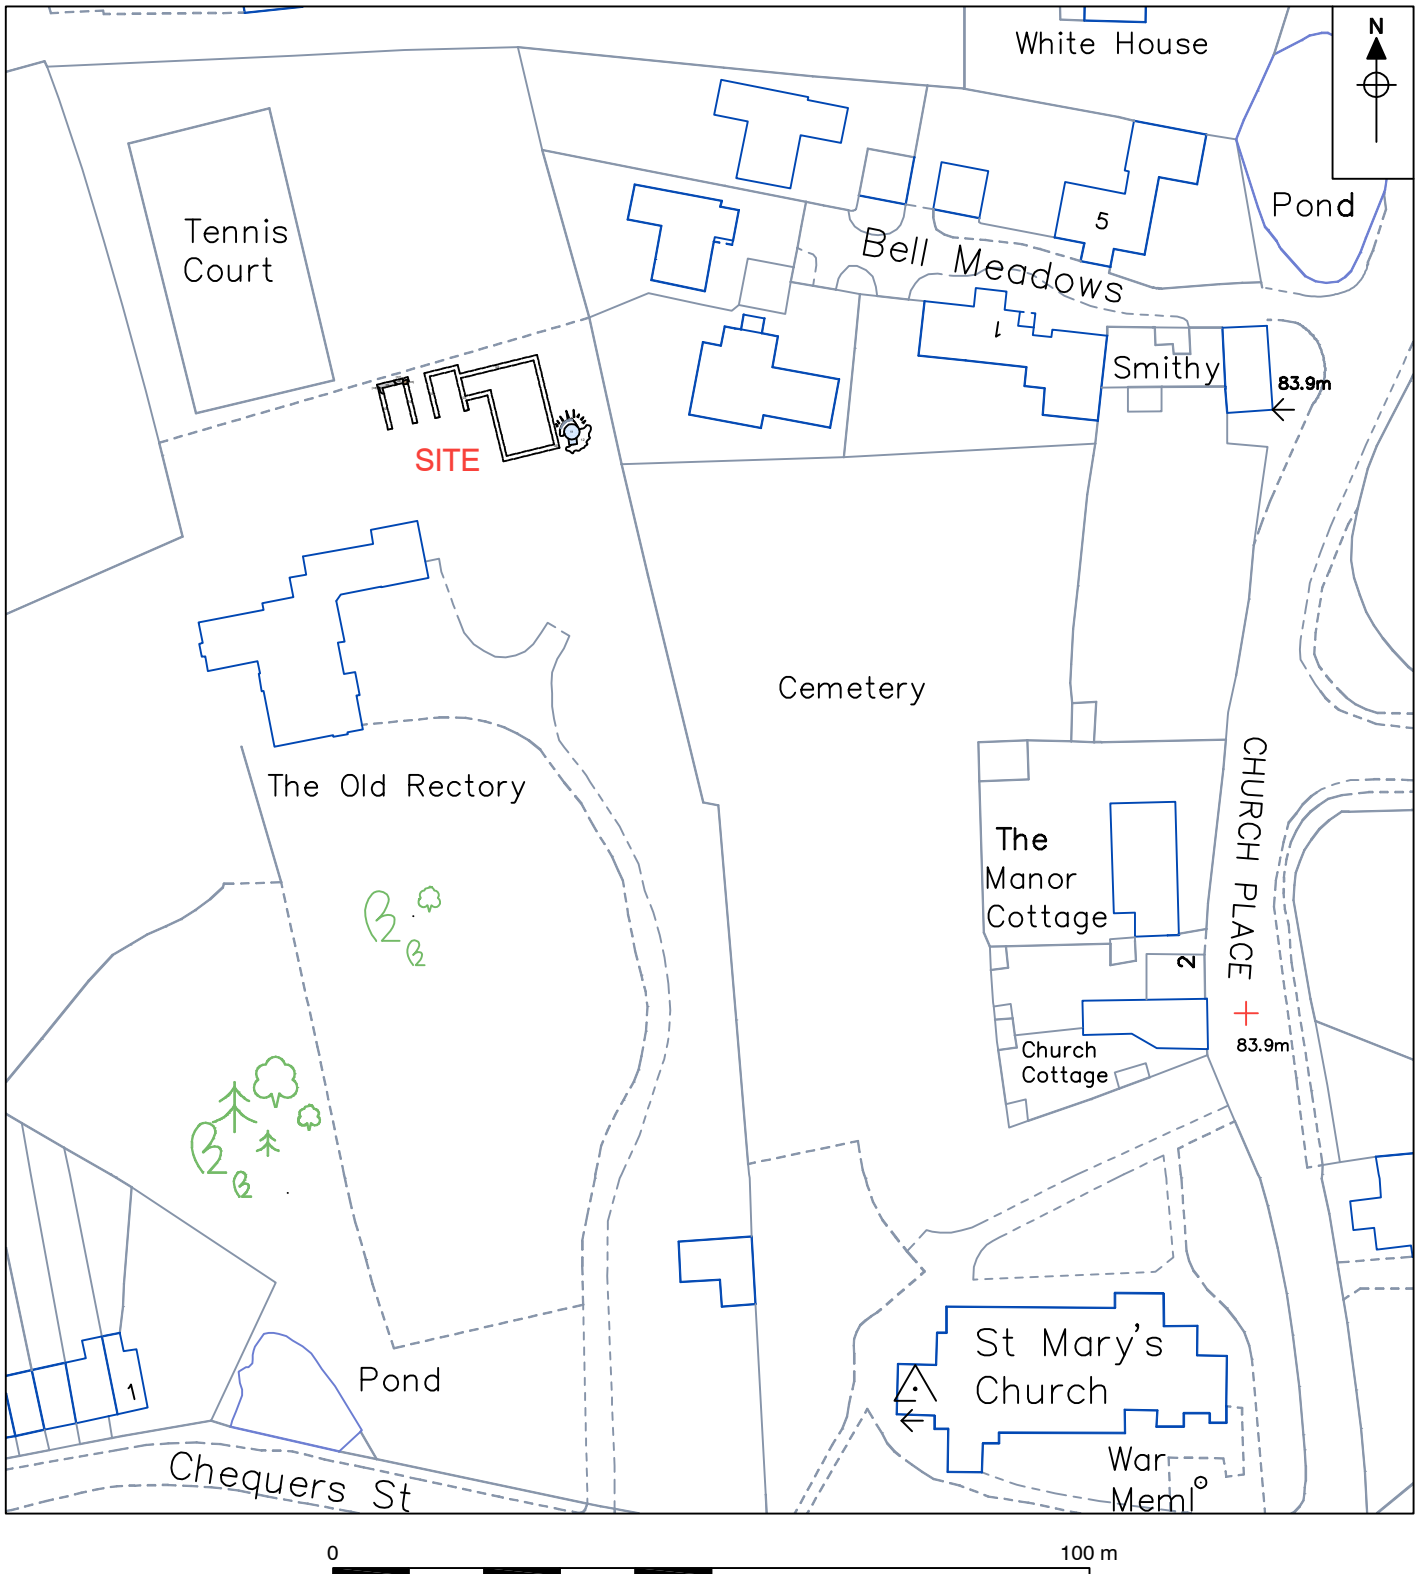 White House
N
Tennis
Court
Pond
5
Bell Meadows
1
Smithy
83.9m
SITE
Cemetery
The Old Rectory
CHURCH PLACE
The
Manor
Cottage
2
83.9m
Church
Cottage
St Mary's
Church
Pond
1
War
Meml
Chequers St
0
100 m